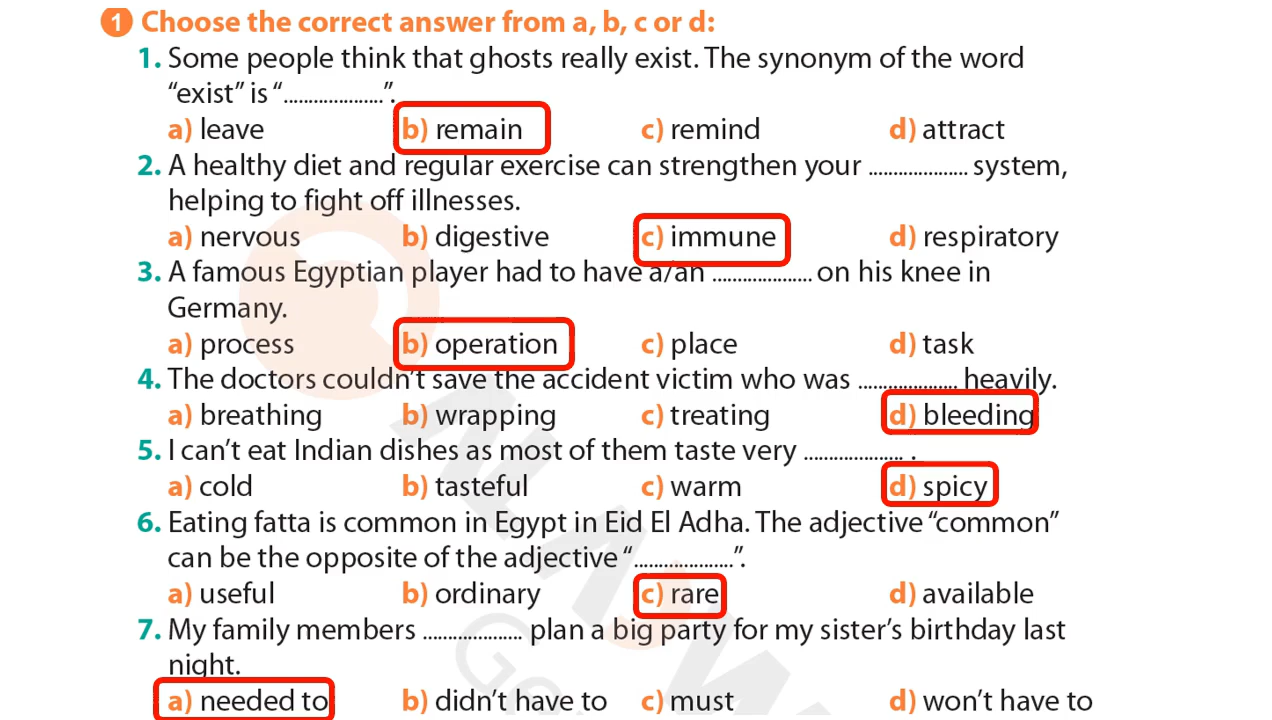 1 Choose the correct answer from a, b, c or d:
1. Some people think that ghosts really exist. The synonym of the word
“exist” is “....................”.
a) leave b) remain c) remind d) attract
2. A healthy diet and regular exercise can strengthen your .................... system,
helping to fight off illnesses.
a) nervous b) digestive c) immune d) respiratory
3. A famous Egyptian player had to have a/an .................... on his knee in
Germany.
a) process b) operation c) place d) task
4. The doctors couldn’t save the accident victim who was .................... heavily.
a) breathing b) wrapping c) treating d) bleeding
5. I can’t eat Indian dishes as most of them taste very .................... .
a) cold b) tasteful c) warm d) spicy
6. Eating fatta is common in Egypt in Eid El Adha. The adjective “common”
can be the opposite of the adjective “....................”.
a) useful b) ordinary c) rare d) available
7. My family members .................... plan a big party for my sister’s birthday last
night.
a) needed to b) didn’t have to c) must d) won’t have to